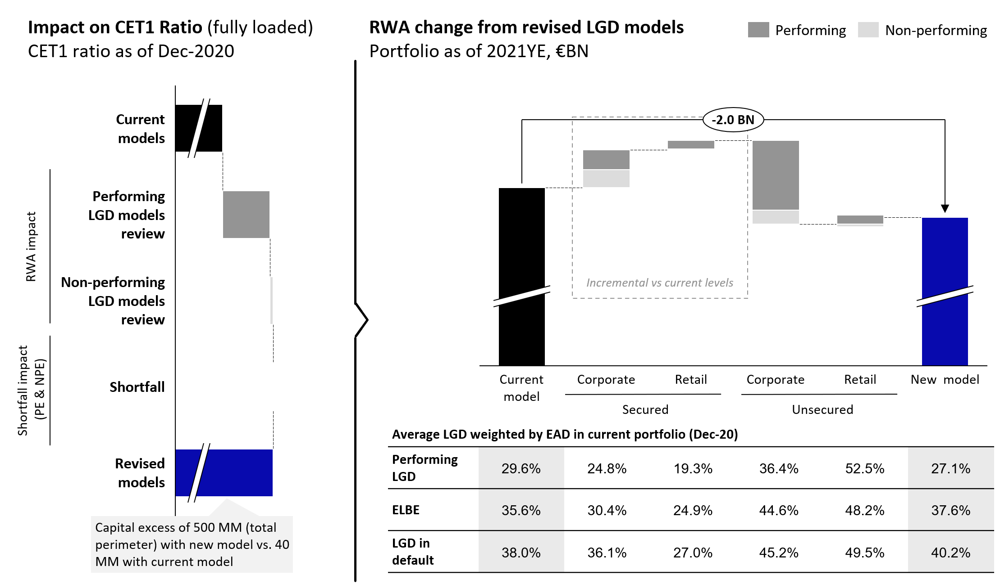 Impact on CET1 Ratio (fully loaded)
CET1 ratio as of Dec-2020
Current
models
RWA impact
Performing
LGD models
review
Non-performing
LGD models
review
Shortfall impact
(PE & NPE)
Shortfall
Revised
models
Capital excess of 500 MM (total
perimeter) with new model vs. 40
MM with current model
RWA change from revised LGD models
Portfolio as of 2021YE, €BN
Performing
Non-performing
-2.0 BN
Incremental vs current levels
Current
model
Corporate
Retail
Corporate
Retail
New model
Secured
Unsecured
Average LGD weighted by EAD in current portfolio (Dec-20)
Performing
LGD
29.6% 24.8% 19.3% 36.4% 52.5% 27.1%
ELBE 35.6% 30.4% 24.9% 44.6% 48.2% 37.6%
LGD in
default
38.0% 36.1% 27.0% 45.2% 49.5% 40.2%